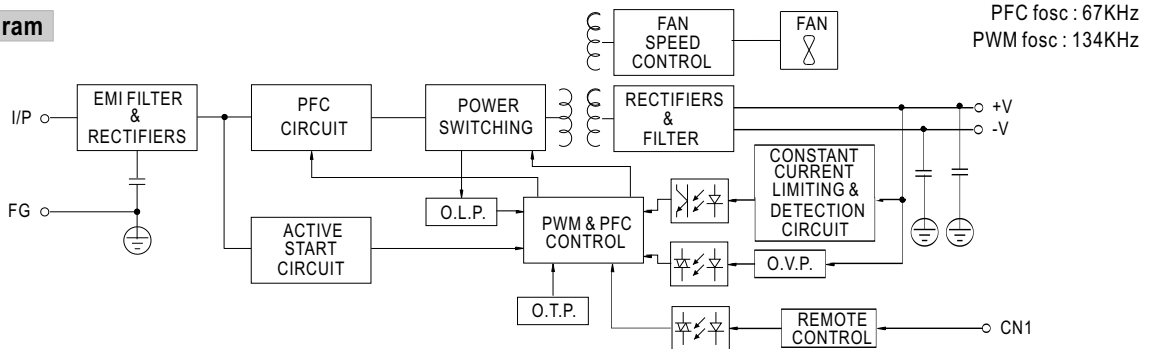 ram
PFC fosc : 67KHz
PWM fosc : 134KHz
FAN
SPEED
CONTROL
FAN
I/P
EMI FILTER
&
RECTIFIERS
PFC
CIRCUIT
POWER
SWITCHING
RECTIFIERS
&
FILTER
+V
-V
CONSTANT
CURRENT
LIMITING &
DETECTION
CIRCUIT
FG
O.L.P.
PWM & PFC
CONTROL
ACTIVE
START
CIRCUIT
O.V.P.
O.T.P.
REMOTE
CONTROL
CN1